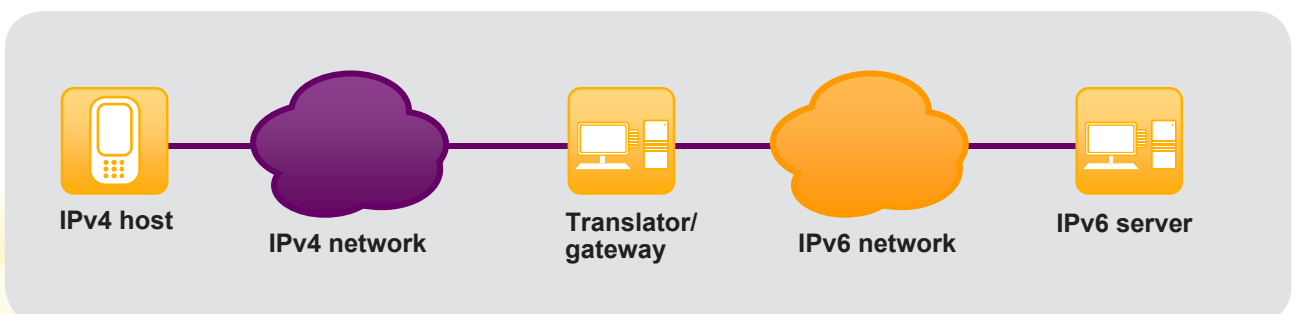 IPv4 host
IPv4 network
Translator/
gateway
IPv6 network
IPv6 server